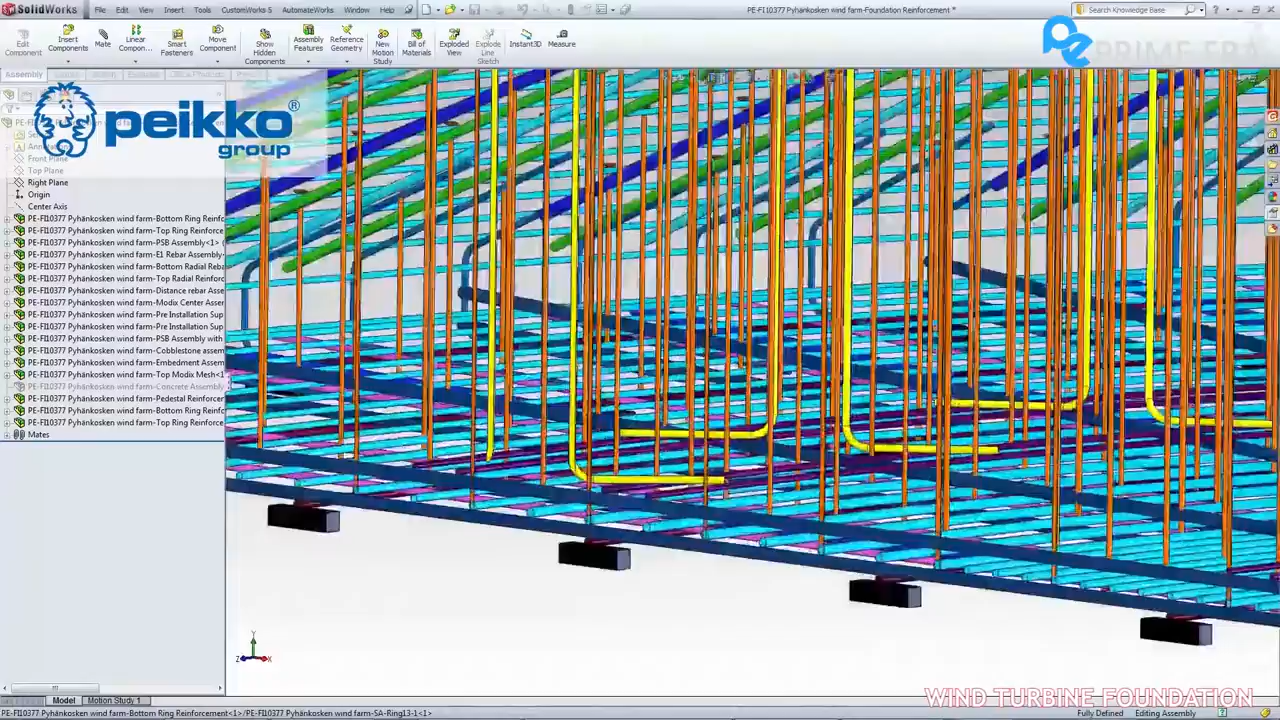 SolidWorks File Edit View Insert Tools CustomWorks 5 AutomateWorks Window Help PE-FI10377 Pyhänkosken wind farm-Foundation Reinforcement * Search Knowledge Base
Edit Component
Insert Components
Mate
Linear Compon...
Smart Fasteners
Move Component
Show Hidden Components
Assembly Features
Reference Geometry
New Motion Study
Bill of Materials
Exploded View
Explode Line Sketch
Instant3D
Measure
Assembly
peikko®
group
Front Plane
Top Plane
Right Plane
Origin
Center Axis
PE-FI10377 Pyhänkosken wind farm-Bottom Ring Reinfo
PE-FI10377 Pyhänkosken wind farm-Top Ring Reinforce
PE-FI10377 Pyhänkosken wind farm-PSB Assembly<1> (
PE-FI10377 Pyhänkosken wind farm-E1 Rebar Assembly
PE-FI10377 Pyhänkosken wind farm-Bottom Radial Reba
PE-FI10377 Pyhänkosken wind farm-Top Radial Reinforc
PE-FI10377 Pyhänkosken wind farm-Distance rebar Asse
PE-FI10377 Pyhänkosken wind farm-Modix Center Assem
PE-FI10377 Pyhänkosken wind farm-Pre Installation Sup
PE-FI10377 Pyhänkosken wind farm-Pre Installation Sup
PE-FI10377 Pyhänkosken wind farm-PSB Assembly with
PE-FI10377 Pyhänkosken wind farm-Cobblestone assem
PE-FI10377 Pyhänkosken wind farm-Embedment Assem
PE-FI10377 Pyhänkosken wind farm-Top Modix Mesh<1
PE-FI10377 Pyhänkosken wind farm-Concrete Assembly
PE-FI10377 Pyhänkosken wind farm-Pedestal Reinforcer
PE-FI10377 Pyhänkosken wind farm-Bottom Ring Reinfo
PE-FI10377 Pyhänkosken wind farm-Top Ring Reinforce
Mates
Y
Z X
Model Motion Study 1
WIND TURBINE FOUNDATION
PE-FI10377 Pyhänkosken wind farm-Bottom Ring Reinforcement<1>/PE-FI10377 Pyhänkosken wind farm-SA-Ring13-1<1> Fully Defined Editing Assembly